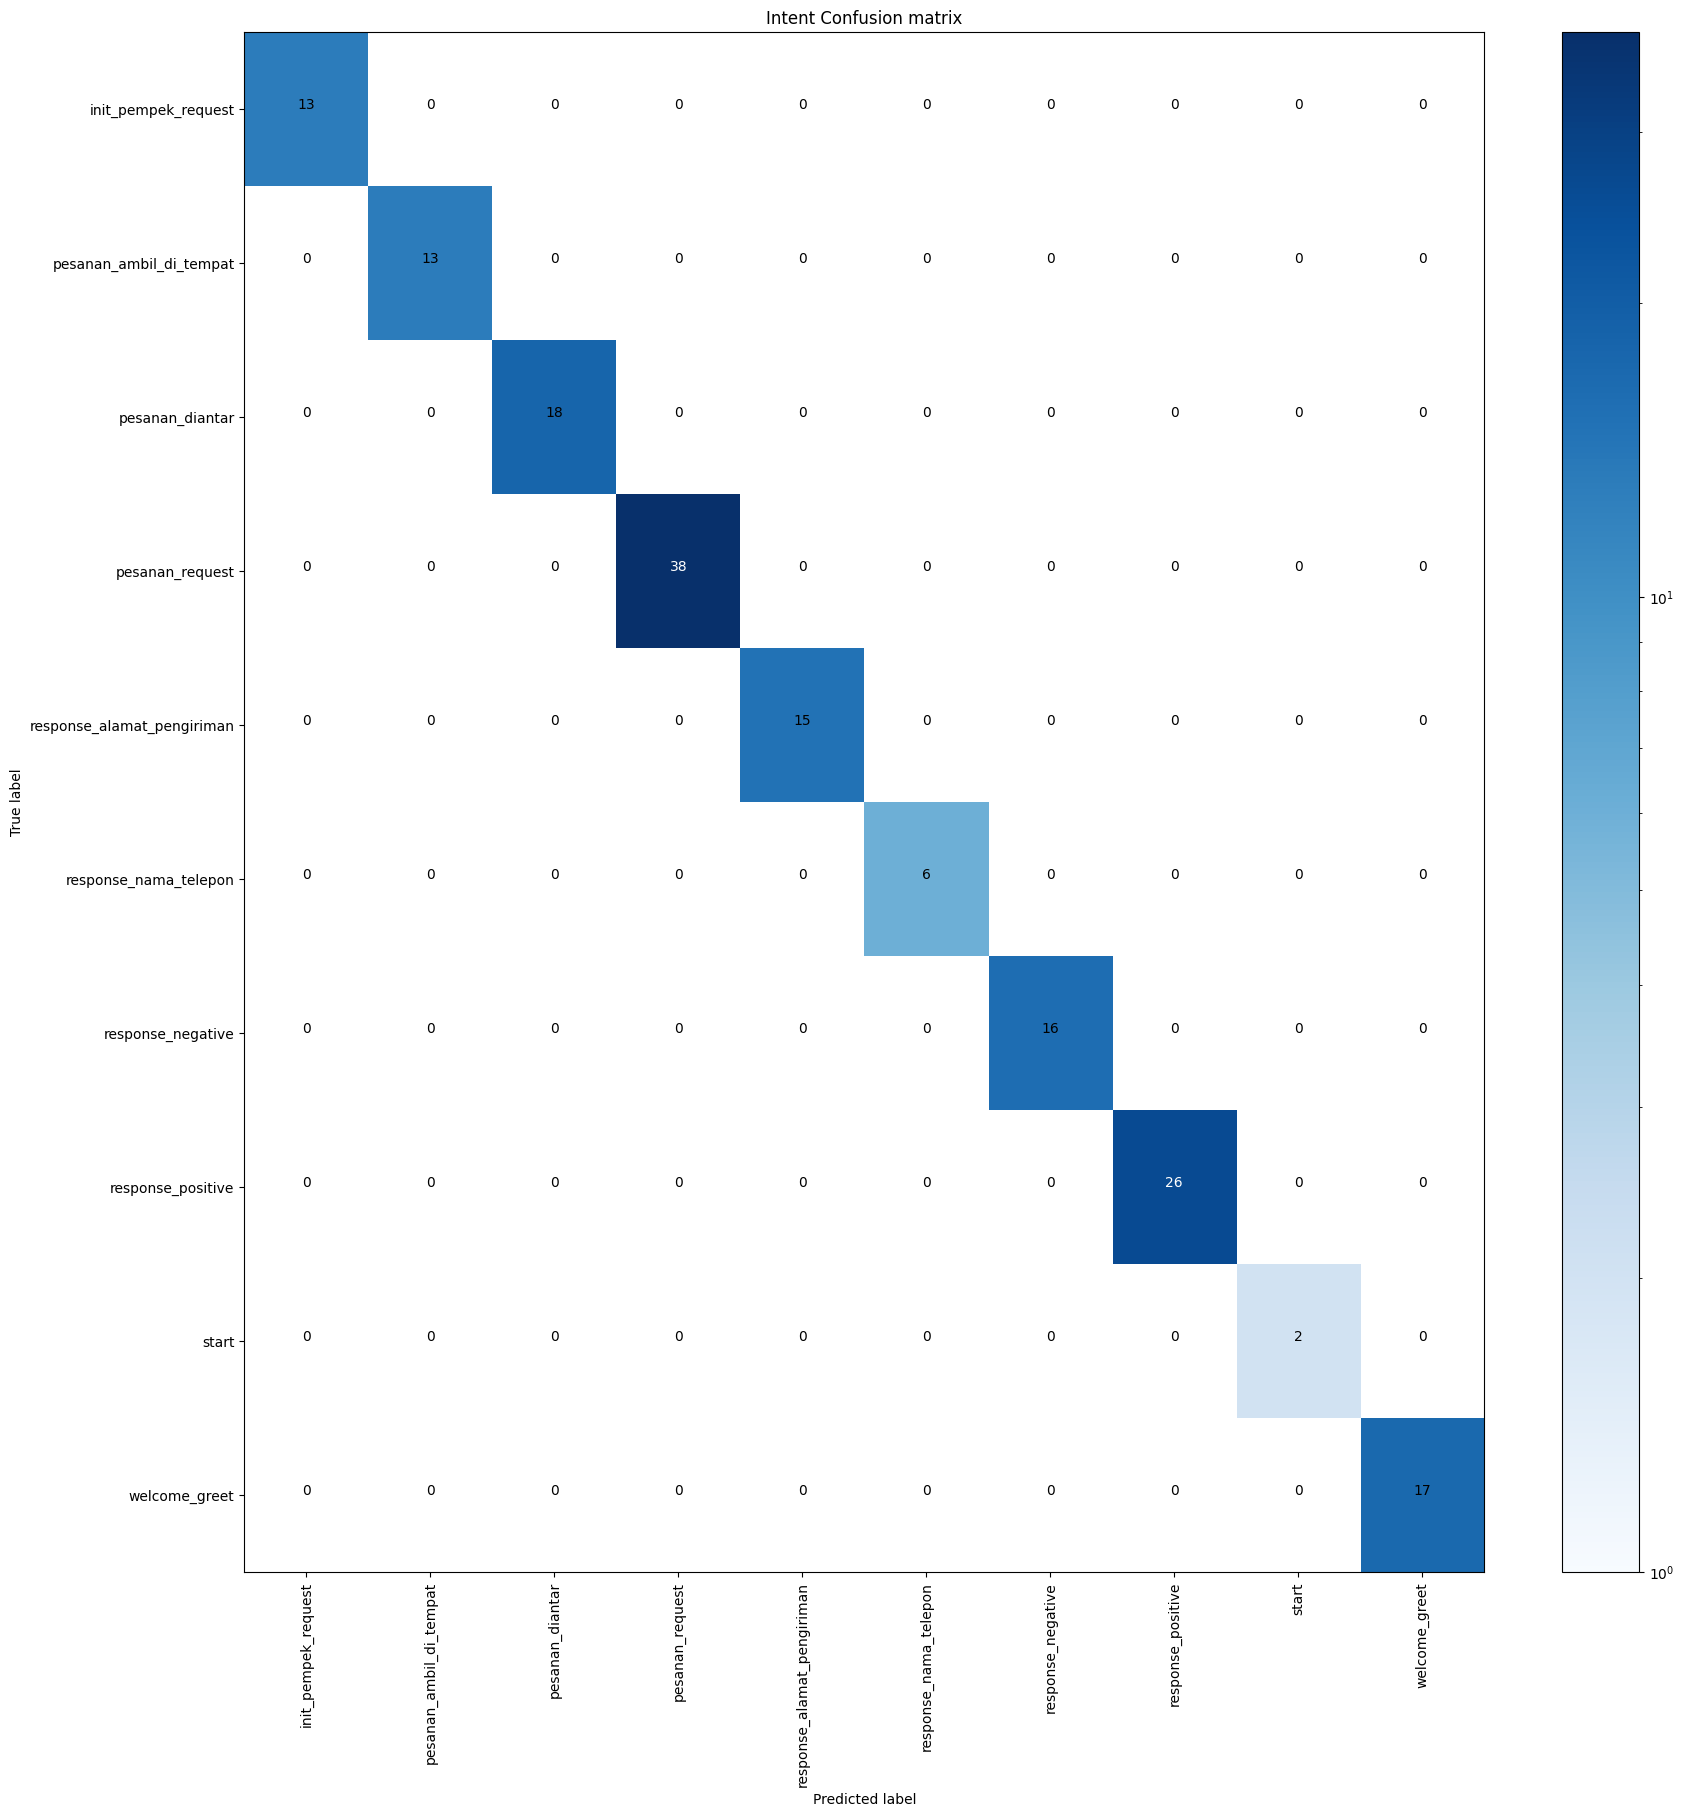 Intent Confusion matrix
init_pempek_request 13 0 0 0 0 0 0 0 0 0
pesanan_ambil_di_tempat 0 13 0 0 0 0 0 0 0 0
pesanan_diantar 0 0 18 0 0 0 0 0 0 0
pesanan_request 0 0 0 38 0 0 0 0 0 0
response_alamat_pengiriman 0 0 0 0 15 0 0 0 0 0
response_nama_telepon 0 0 0 0 0 6 0 0 0 0
response_negative 0 0 0 0 0 0 16 0 0 0
response_positive 0 0 0 0 0 0 0 26 0 0
start 0 0 0 0 0 0 0 0 2 0
welcome_greet 0 0 0 0 0 0 0 0 0 17
True label
init_pempek_request
pesanan_ambil_di_tempat
pesanan_diantar
pesanan_request
response_alamat_pengiriman
response_nama_telepon
response_negative
response_positive
start
welcome_greet
Predicted label
10¹
10⁰